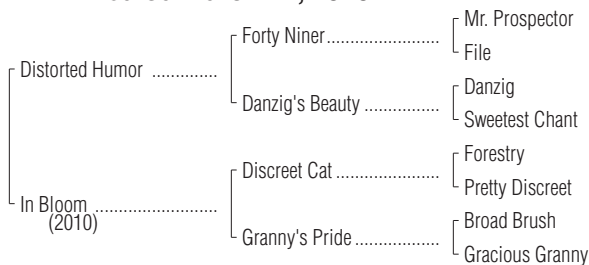 Mr. Prospector
Forty Niner
File
Distorted Humor
Danzig
Danzig's Beauty
Sweetest Chant
Forestry
Discreet Cat
Pretty Discreet
In Bloom
(2010)
Broad Brush
Granny's Pride
Gracious Granny